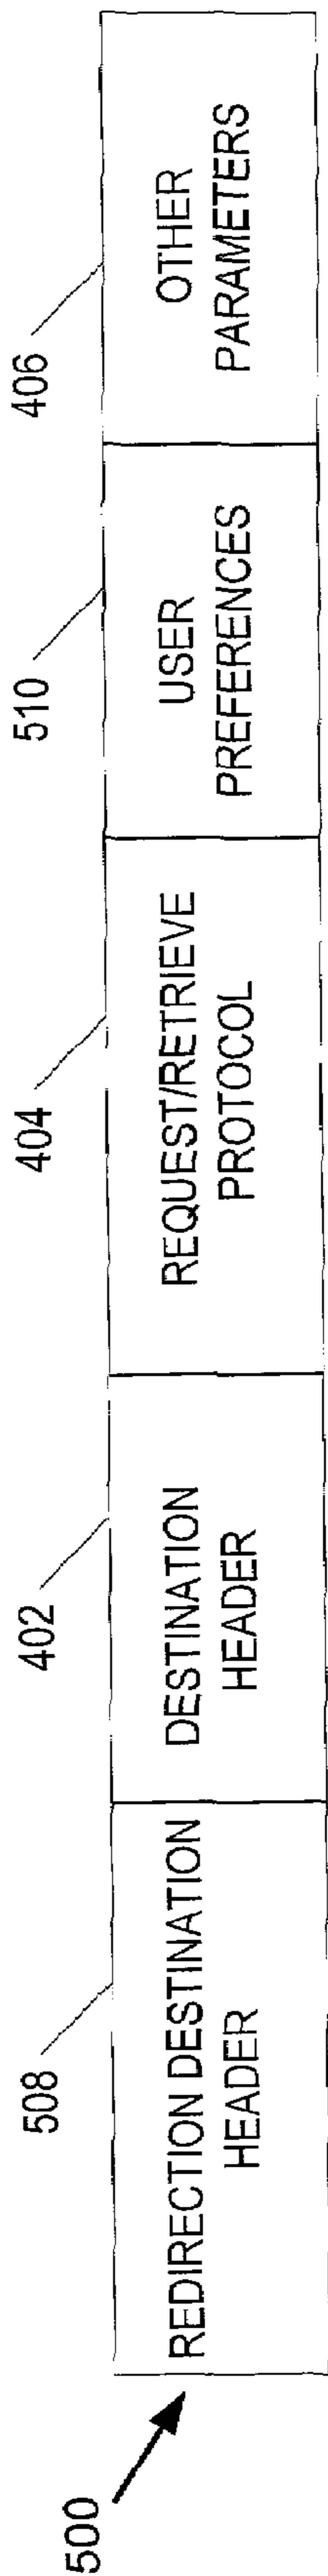 500
508
402
404
510
406
REDIRECTION DESTINATION
HEADER
DESTINATION
HEADER
REQUEST/RETRIEVE
PROTOCOL
USER
PREFERENCES
OTHER
PARAMETERS